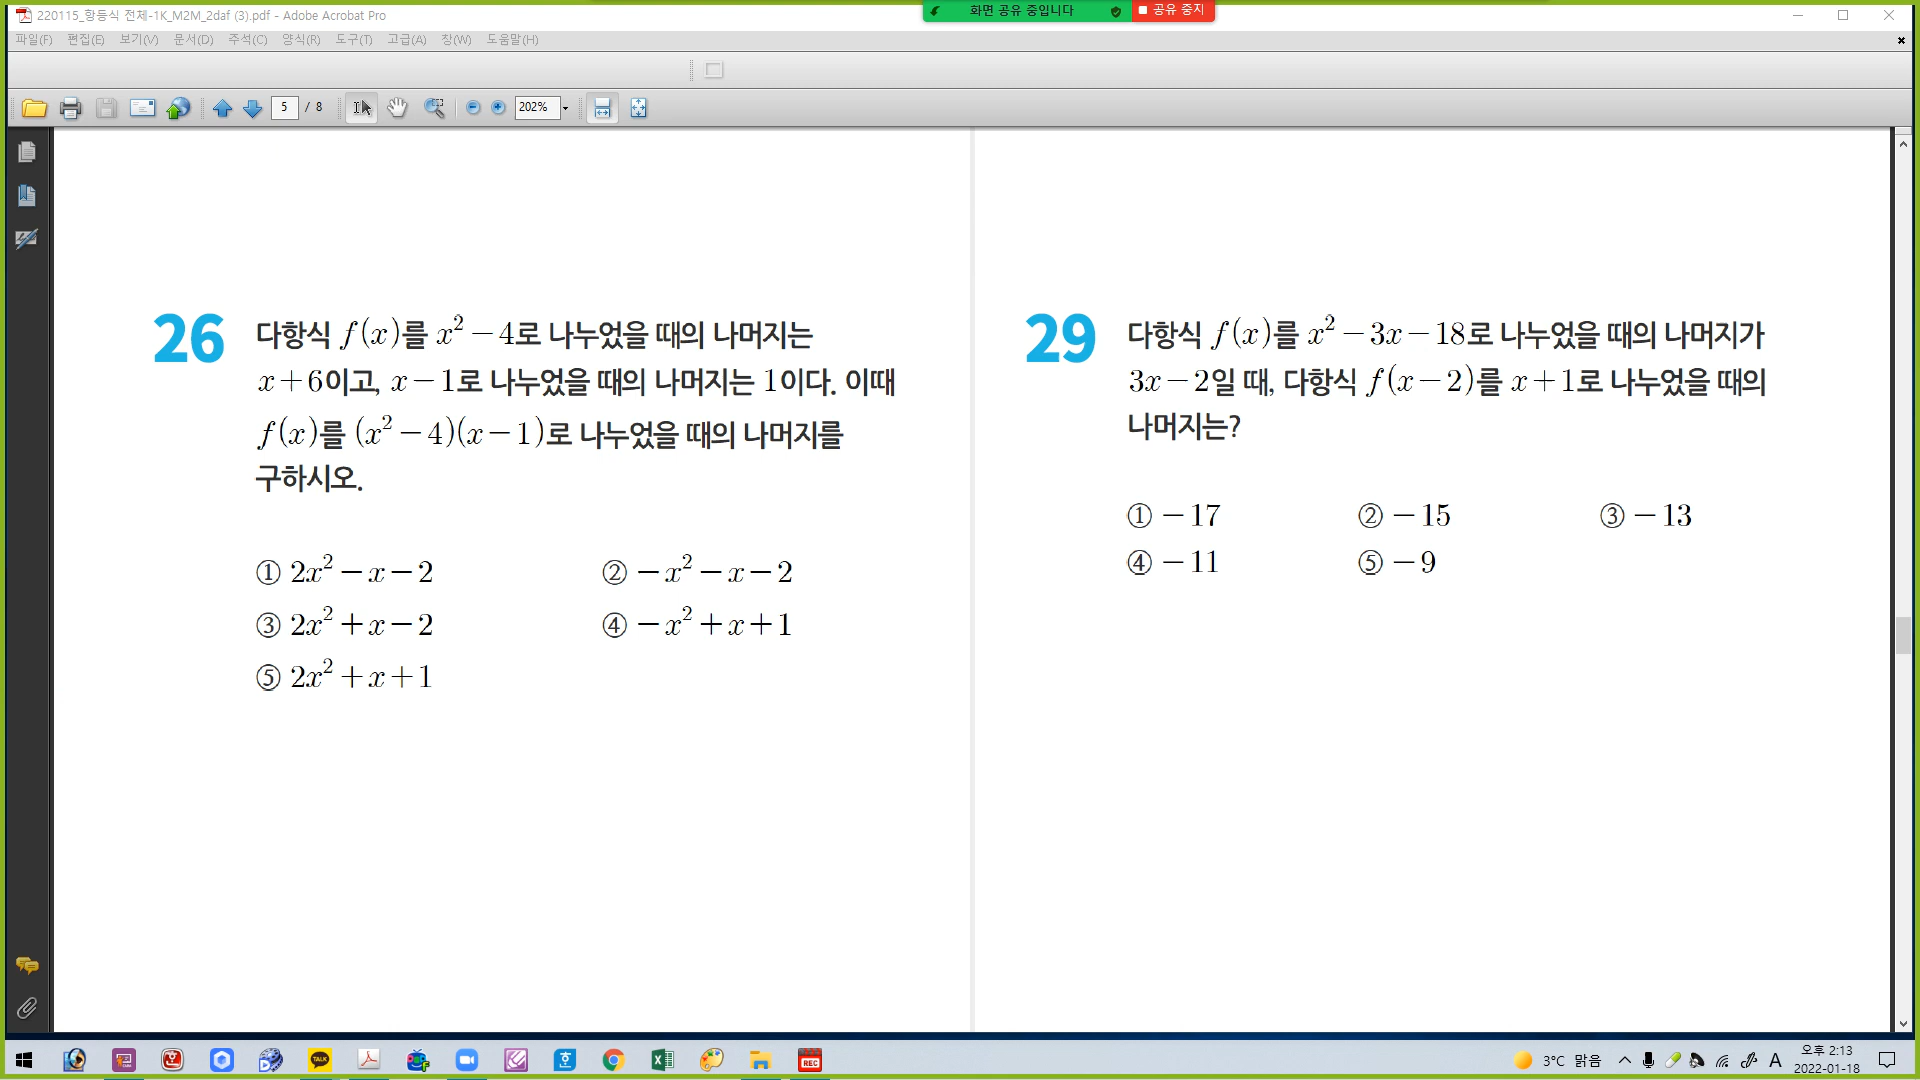 220115_항등식 전체-1K_M2M_2daf (3).pdf - Adobe Acrobat Pro
화면 공유 중입니다
공유 중지
파일(F) 편집(E) 보기(V) 문서(D) 주석(C) 양식(R) 도구(T) 고급(A) 창(W) 도움말(H)
5 / 8 202%
26 다항식 f(x)를 x² − 4로 나누었을 때의 나머지는
x + 6이고, x − 1로 나누었을 때의 나머지는 1이다. 이때
f(x)를 (x² − 4)(x − 1)로 나누었을 때의 나머지를
구하시오.
① 2x² − x − 2 ② −x² − x − 2
③ 2x² + x − 2 ④ −x² + x + 1
⑤ 2x² + x + 1
29 다항식 f(x)를 x² − 3x − 18로 나누었을 때의 나머지가
3x − 2일 때, 다항식 f(x − 2)를 x + 1로 나누었을 때의
나머지는?
① −17 ② −15 ③ −13
④ −11 ⑤ −9
TALK
REC
3°C 맑음
A
오후 2:13
2022-01-18